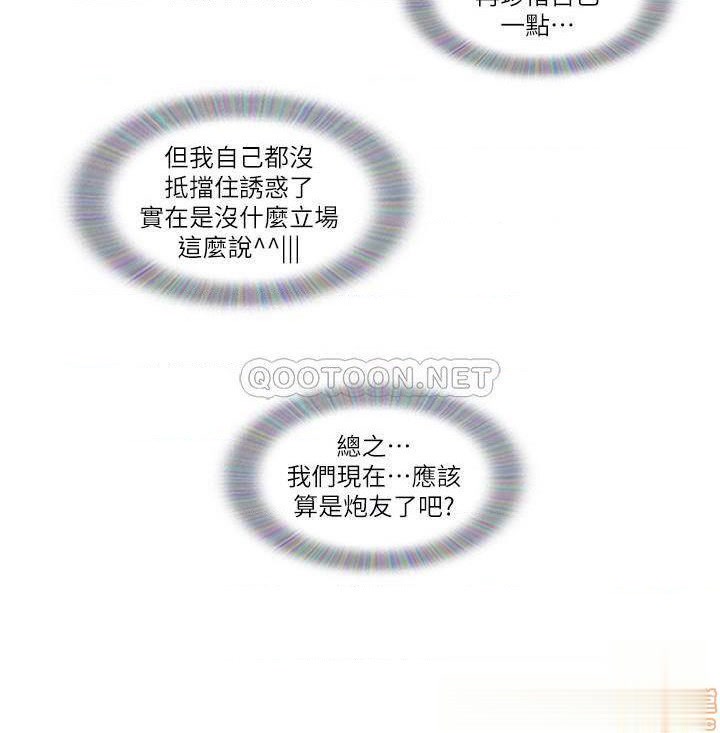 一點…
但我自己都沒
抵擋住誘惑了
實在是沒什麼立場
這麼說^^|||
QOOTOON.NET
總之…
我們現在…應該
算是炮友了吧?